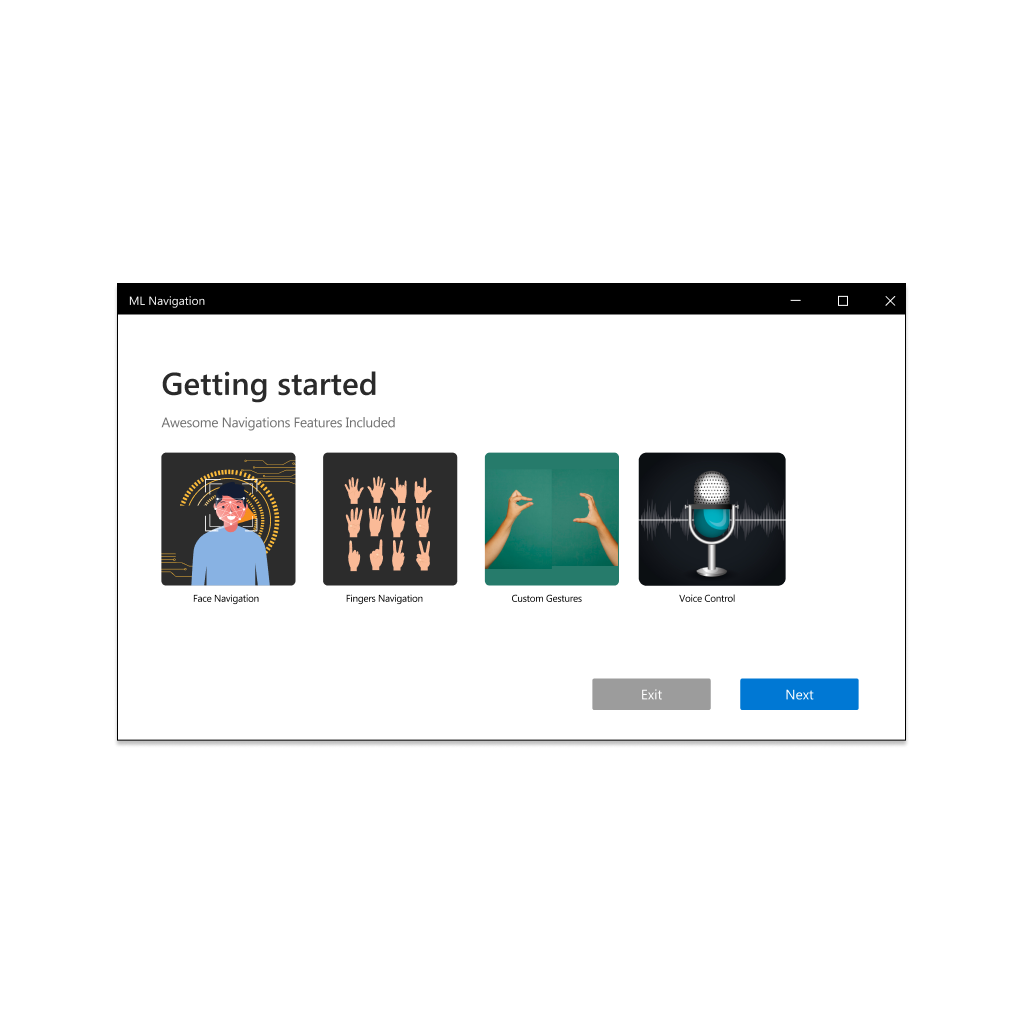 ML Navigation
Getting started
Awesome Navigations Features Included
Face Navigation
Fingers Navigation
Custom Gestures
Voice Control
Exit
Next